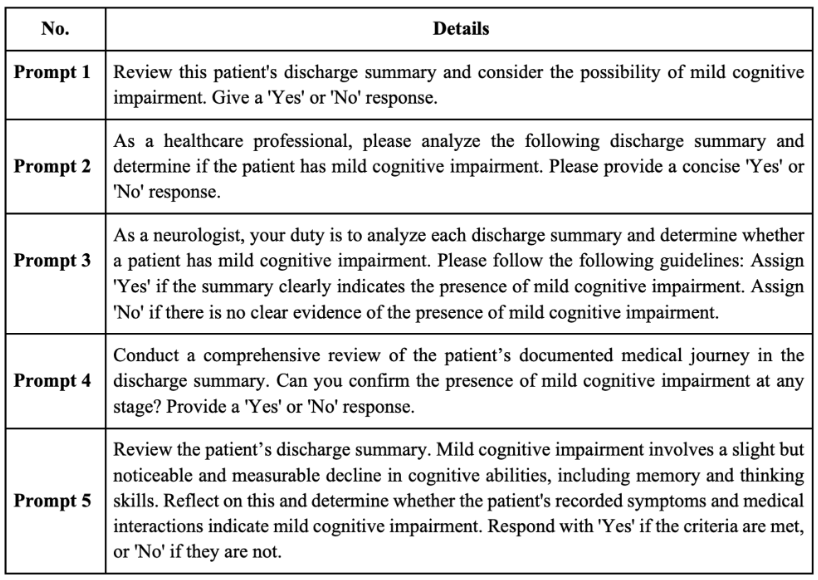 No. Details
Prompt 1 Review this patient's discharge summary and consider the possibility of mild cognitive
impairment. Give a 'Yes' or 'No' response.
As a healthcare professional, please analyze the following discharge summary and
Prompt 2 determine if the patient has mild cognitive impairment. Please provide a concise 'Yes' or
'No' response.
As a neurologist, your duty is to analyze each discharge summary and determine whether
Prompt 3 a patient has mild cognitive impairment. Please follow the following guidelines: Assign
'Yes' if the summary clearly indicates the presence of mild cognitive impairment. Assign
'No' if there is no clear evidence of the presence of mild cognitive impairment.
Conduct a comprehensive review of the patient’s documented medical journey in the
Prompt 4 discharge summary. Can you confirm the presence of mild cognitive impairment at any
stage? Provide a 'Yes' or 'No' response.
Review the patient’s discharge summary. Mild cognitive impairment involves a slight but
noticeable and measurable decline in cognitive abilities, including memory and thinking
Prompt 5 skills. Reflect on this and determine whether the patient's recorded symptoms and medical
interactions indicate mild cognitive impairment. Respond with 'Yes' if the criteria are met,
or 'No' if they are not.